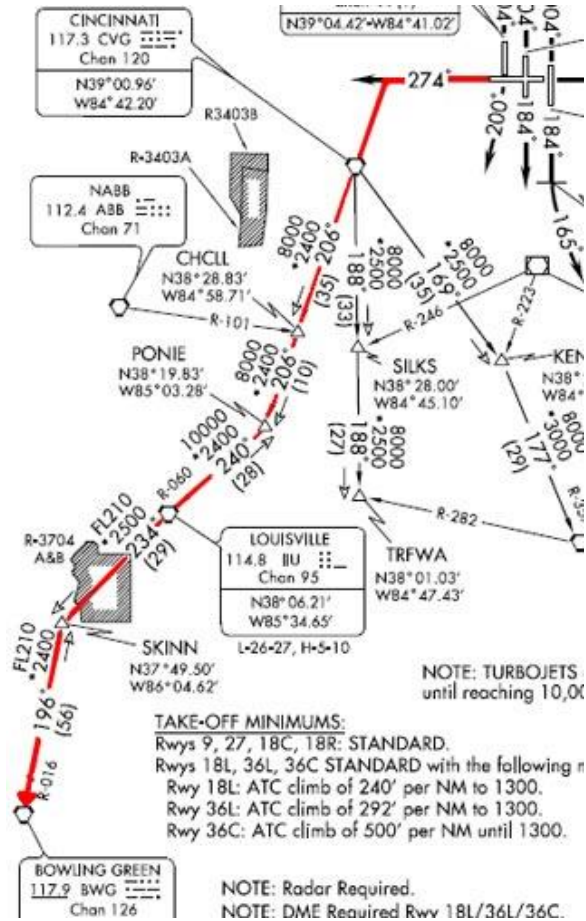 CINCINNATI
117.3 CVG
Chan 120
N39°00.96'
W84°42.20'
N39°04.42'-W84°41.02'
004°
004°
004°
274°
200°
184°
184°
165°
R3403B
R-3403A
NABB
112.4 ABB
Chan 71
CHCLL
N38°28.83'
W84°58.71'
R-101
8000
*2400
206°
(35)
8000
*2500
188°
(33)
8000
*2500
169°
(35)
R-246
R-223
PONIE
N38°19.83'
W85°03.28'
8000
*2400
206°
(10)
SILKS
N38°28.00'
W84°45.10'
KEN
N38°
W84°
8000
*2500
188°
(27)
8000
*3000
177°
(29)
10000
*2400
240°
(28)
R-060
R-282
TRFWA
N38°01.03'
W84°47.43'
FL210
*2500
234°
(29)
R-3704
A&B
LOUISVILLE
114.8 IIU
Chan 95
N38°06.21'
W85°34.65'
L-26-27, H-5-10
SKINN
N37°49.50'
W86°04.62'
FL210
*2400
196°
(56)
R-016
NOTE: TURBOJETS
until reaching 10,00
TAKE-OFF MINIMUMS:
Rwys 9, 27, 18C, 18R: STANDARD.
Rwys 18L, 36L, 36C STANDARD with the following m
Rwy 18L: ATC climb of 240' per NM to 1300.
Rwy 36L: ATC climb of 292' per NM to 1300.
Rwy 36C: ATC climb of 500' per NM until 1300.
BOWLING GREEN
117.9 BWG
Chan 126
NOTE: Radar Required.
NOTE: DME Required Rwy 18L/36L/36C.